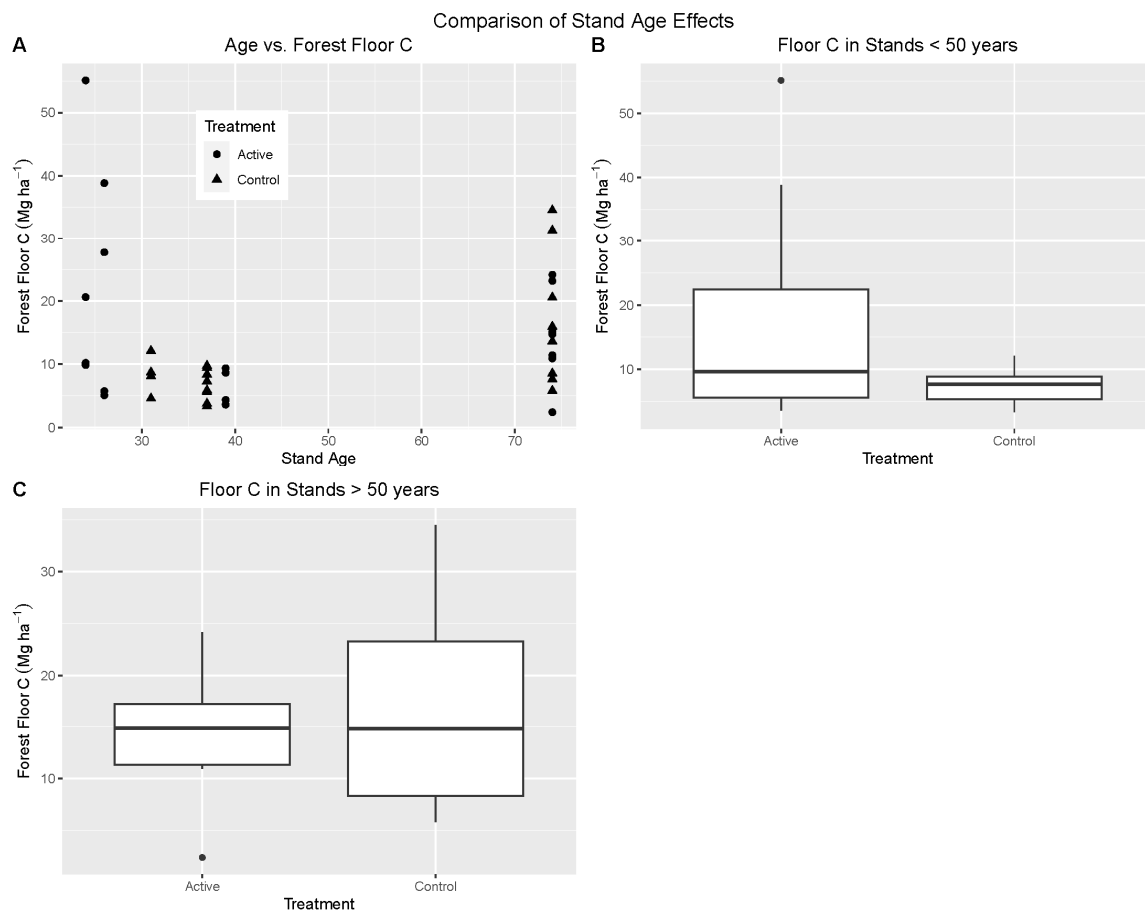 Comparison of Stand Age Effects
A
Age vs. Forest Floor C
Forest Floor C (Mg ha⁻¹)
50
40
30
20
10
0
Treatment
Active
Control
30 40 50 60 70
Stand Age
B
Floor C in Stands < 50 years
Forest Floor C (Mg ha⁻¹)
50
40
30
20
10
Active Control
Treatment
C
Floor C in Stands > 50 years
Forest Floor C (Mg ha⁻¹)
30
20
10
Active Control
Treatment